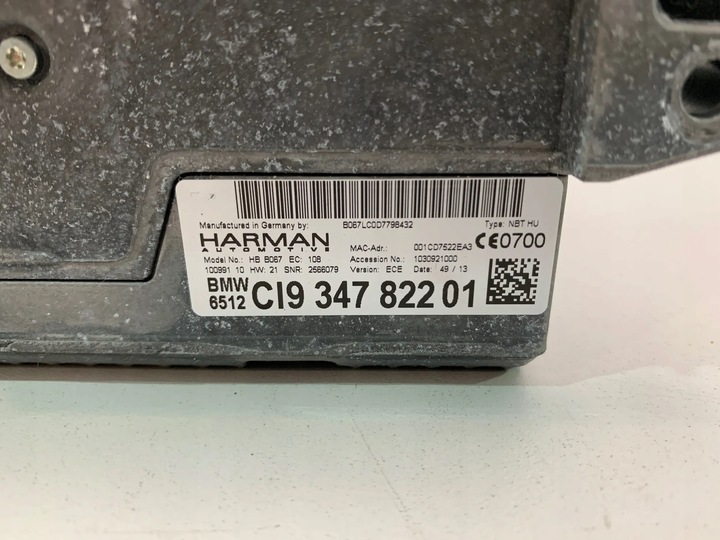 Manufactured in Germany by: B067LC0D7798432 Type: NBT HU
HARMAN MAC-Adr.: 001CD7522EA3 CE0700
AUTOMOTIVE
Model No.: HB B067 EC: 108 Accession No.: 1030921000
100991 10 HW: 21 SNR: 2566079 Version: ECE Date: 49 / 13
BMW
6512 CI9 347 822 01